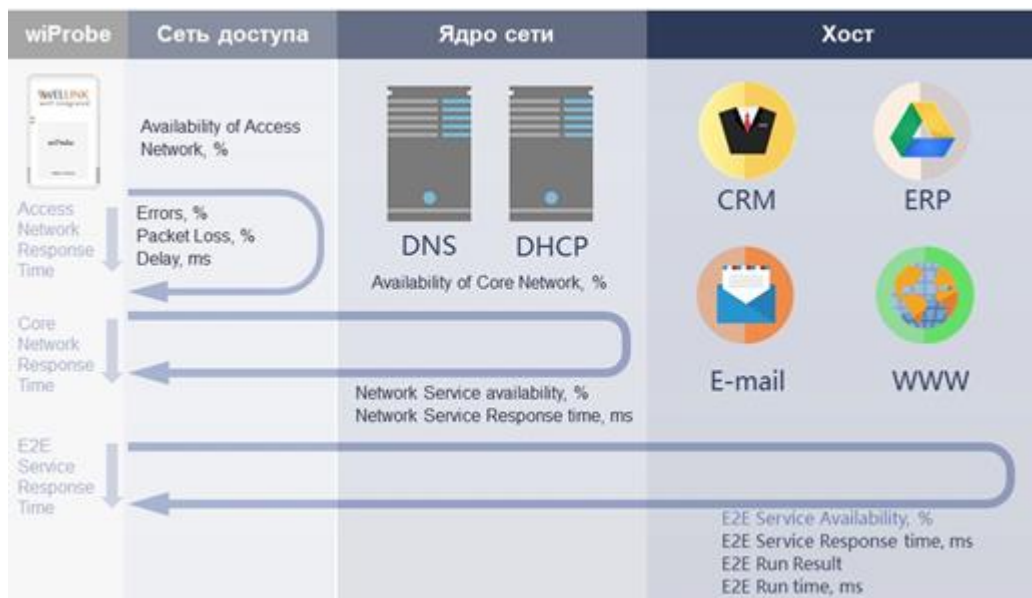 wiProbe
Сеть доступа
Ядро сети
Хост
WELLINK
wiProbe
Availability of Access
Network, %
Access
Network
Response
Time
Errors, %
Packet Loss, %
Delay, ms
DNS
DHCP
Availability of Core Network, %
CRM
ERP
E-mail
WWW
Core
Network
Response
Time
Network Service availability, %
Network Service Response time, ms
E2E
Service
Response
Time
E2E Service Availability, %
E2E Service Response time, ms
E2E Run Result
E2E Run time, ms